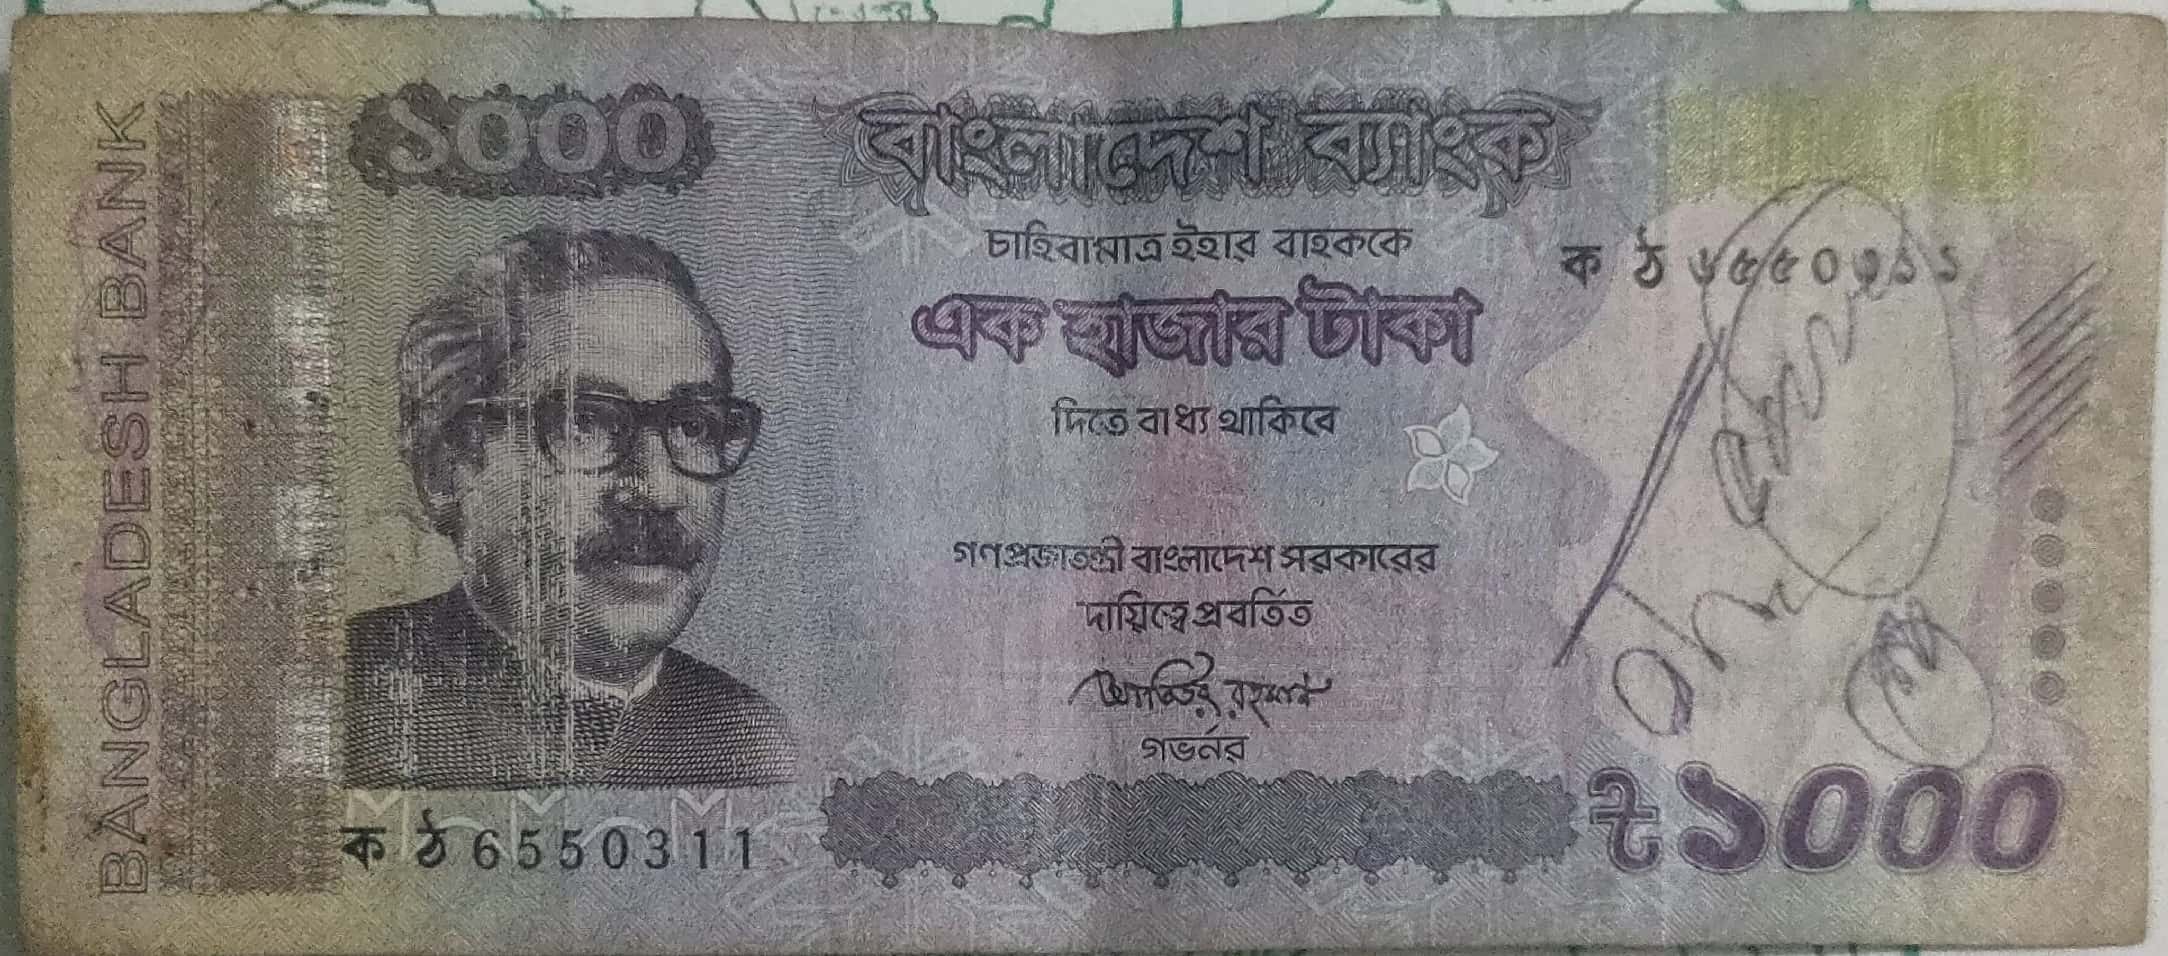 BANGLADESH BANK
১০০০
বাংলাদেশ ব্যাংক
চাহিবামাত্র ইহার বাহককে
ক ঠ ৬৫৫০৩১১
এক হাজার টাকা
দিতে বাধ্য থাকিবে
গণপ্রজাতন্ত্রী বাংলাদেশ সরকারের
দায়িত্বে প্রবর্তিত
আতিউর রহমান
গভর্নর
ক ঠ 6550311
৳১০০০